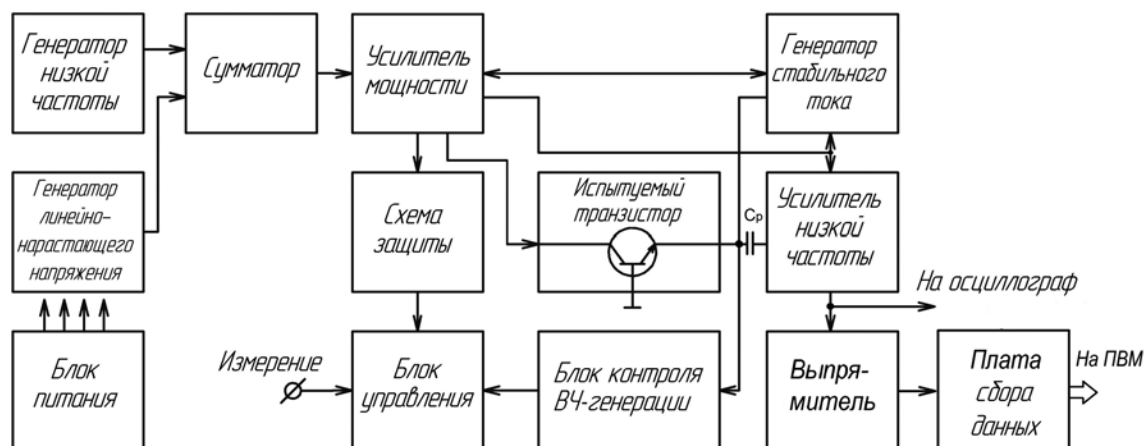 Генератор
низкой
частоты
Сумматор
Усилитель
мощности
Генератор
стабильного
тока
Генератор
линейно-
нарастающего
напряжения
Схема
защиты
Испытуемый
транзистор
Cр
Усилитель
низкой
частоты
На осциллограф
Блок
питания
Измерение
Блок
управления
Блок контроля
ВЧ-генерации
Выпря-
митель
Плата
сбора
данных
На ПВМ